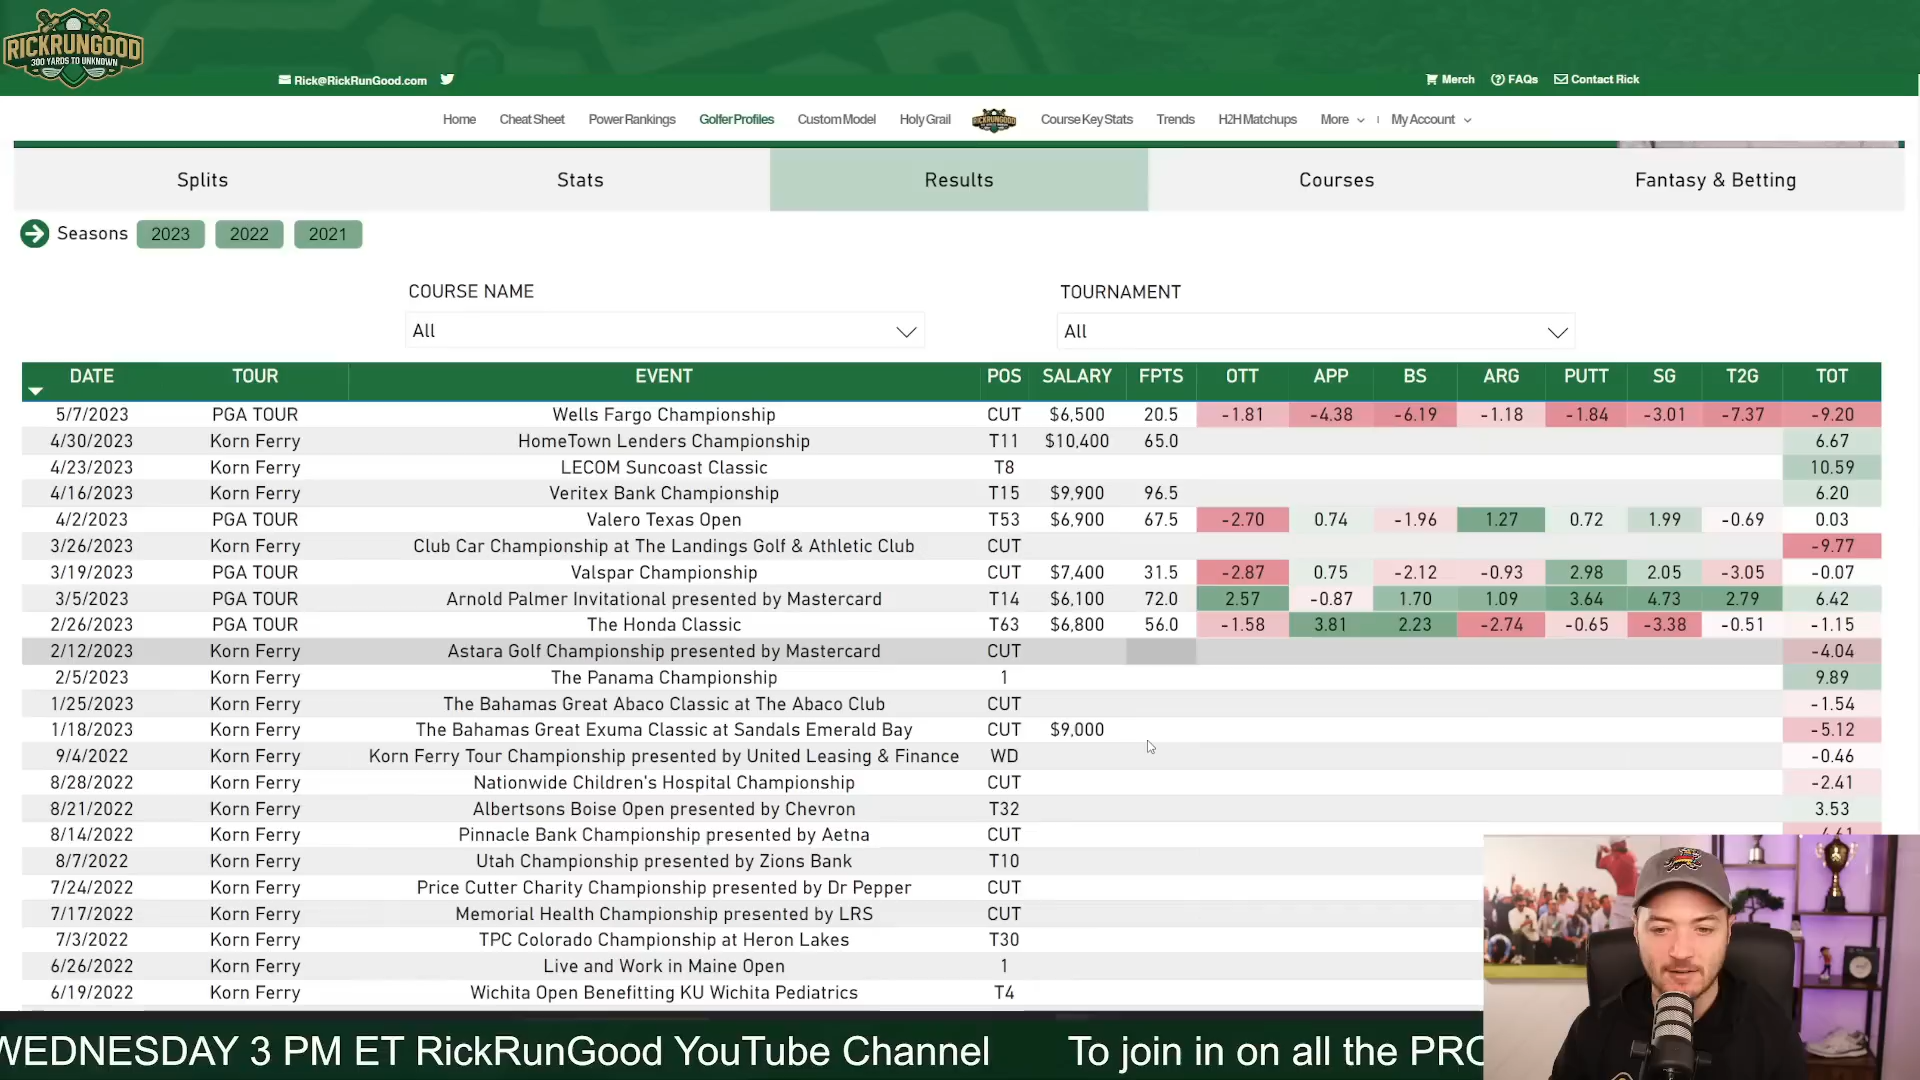 RICKRUNGOOD
300 YARDS TO UNKNOWN
Rick@RickRunGood.com
Merch FAQs Contact Rick
Home Cheat Sheet Power Rankings Golfer Profiles Custom Model Holy Grail RICKRUNGOOD Course Key Stats Trends H2H Matchups More | My Account
Splits Stats Results Courses Fantasy & Betting
Seasons 2023 2022 2021
COURSE NAME TOURNAMENT
All All
DATE TOUR EVENT POS SALARY FPTS OTT APP BS ARG PUTT SG T2G TOT
5/7/2023 PGA TOUR Wells Fargo Championship CUT $6,500 20.5 -1.81 -4.38 -6.19 -1.18 -1.84 -3.01 -7.37 -9.20
4/30/2023 Korn Ferry HomeTown Lenders Championship T11 $10,400 65.0 6.67
4/23/2023 Korn Ferry LECOM Suncoast Classic T8 10.59
4/16/2023 Korn Ferry Veritex Bank Championship T15 $9,900 96.5 6.20
4/2/2023 PGA TOUR Valero Texas Open T53 $6,900 67.5 -2.70 0.74 -1.96 1.27 0.72 1.99 -0.69 0.03
3/26/2023 Korn Ferry Club Car Championship at The Landings Golf & Athletic Club CUT -9.77
3/19/2023 PGA TOUR Valspar Championship CUT $7,400 31.5 -2.87 0.75 -2.12 -0.93 2.98 2.05 -3.05 -0.07
3/5/2023 PGA TOUR Arnold Palmer Invitational presented by Mastercard T14 $6,100 72.0 2.57 -0.87 1.70 1.09 3.64 4.73 2.79 6.42
2/26/2023 PGA TOUR The Honda Classic T63 $6,800 56.0 -1.58 3.81 2.23 -2.74 -0.65 -3.38 -0.51 -1.15
2/12/2023 Korn Ferry Astara Golf Championship presented by Mastercard CUT -4.04
2/5/2023 Korn Ferry The Panama Championship 1 9.89
1/25/2023 Korn Ferry The Bahamas Great Abaco Classic at The Abaco Club CUT -1.54
1/18/2023 Korn Ferry The Bahamas Great Exuma Classic at Sandals Emerald Bay CUT $9,000 -5.12
9/4/2022 Korn Ferry Korn Ferry Tour Championship presented by United Leasing & Finance WD -0.46
8/28/2022 Korn Ferry Nationwide Children's Hospital Championship CUT -2.41
8/21/2022 Korn Ferry Albertsons Boise Open presented by Chevron T32 3.53
8/14/2022 Korn Ferry Pinnacle Bank Championship presented by Aetna CUT
8/7/2022 Korn Ferry Utah Championship presented by Zions Bank T10
7/24/2022 Korn Ferry Price Cutter Charity Championship presented by Dr Pepper CUT
7/17/2022 Korn Ferry Memorial Health Championship presented by LRS CUT
7/3/2022 Korn Ferry TPC Colorado Championship at Heron Lakes T30
6/26/2022 Korn Ferry Live and Work in Maine Open 1
6/19/2022 Korn Ferry Wichita Open Benefitting KU Wichita Pediatrics T4
WEDNESDAY 3 PM ET RickRunGood YouTube Channel To join in on all the PRO